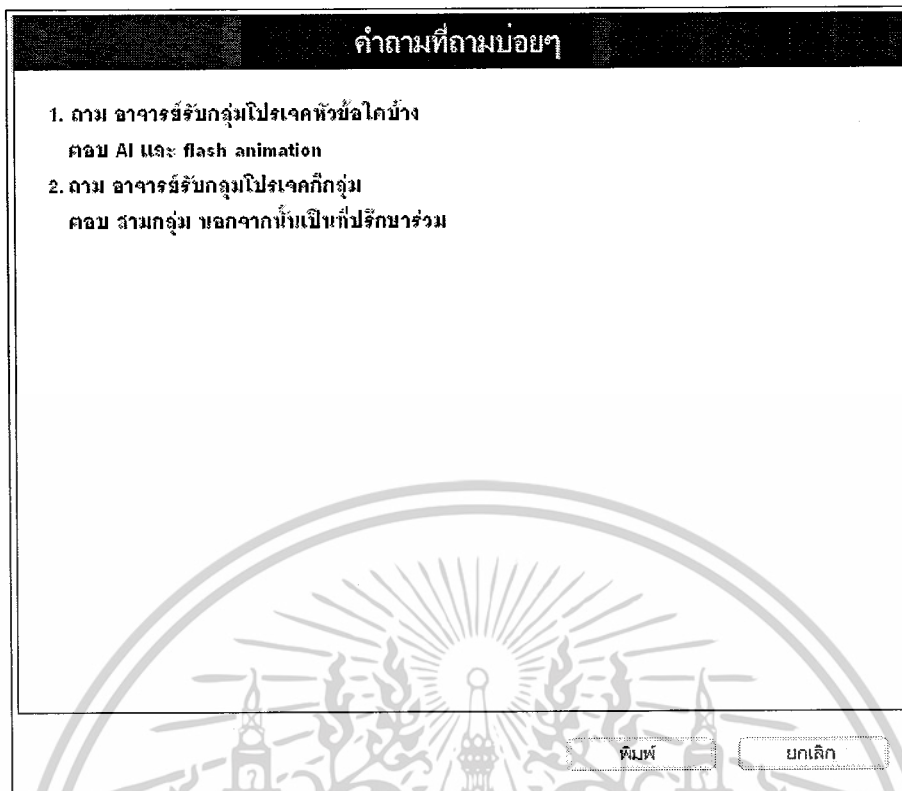 คำถามที่ถามบ่อยๆ
1. ถาม อาจารย์รับกลุ่มโปรเจคหัวข้อใดบ้าง
ตอบ AI และ flash animation
2. ถาม อาจารย์รับกลุ่มโปรเจคกี่กลุ่ม
ตอบ สามกลุ่ม นอกจากนั้นเป็นที่ปรึกษาร่วม
พิมพ์
ยกเลิก